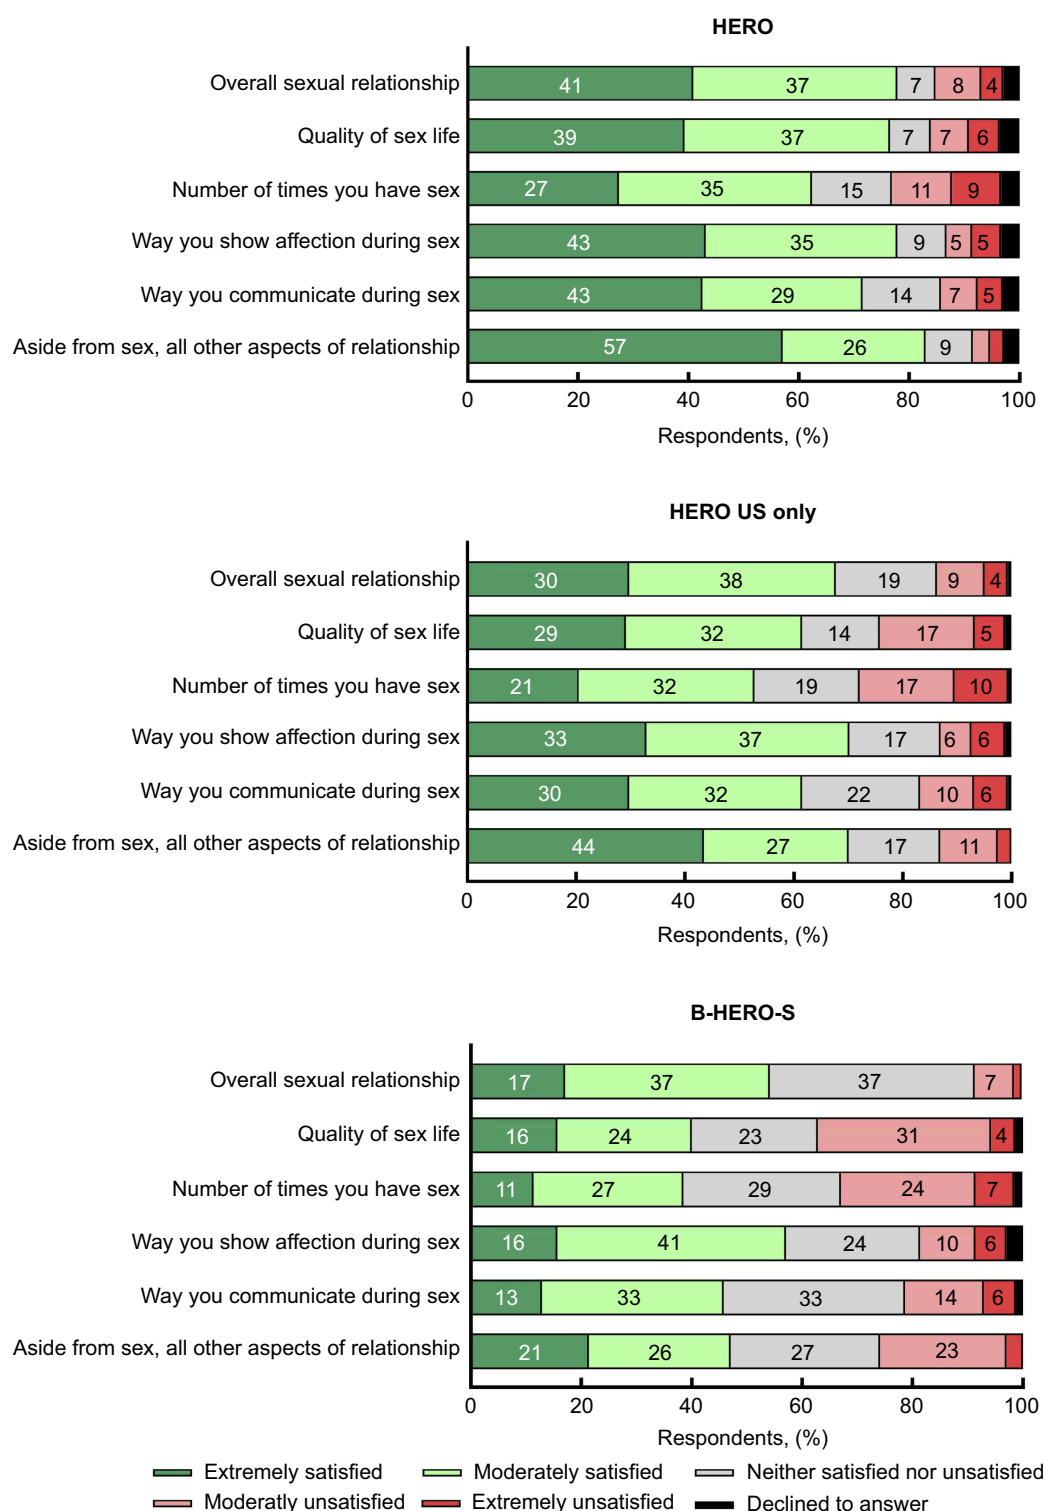 HERO
Overall sexual relationship 41 37 7 8 4
Quality of sex life 39 37 7 7 6
Number of times you have sex 27 35 15 11 9
Way you show affection during sex 43 35 9 5 5
Way you communicate during sex 43 29 14 7 5
Aside from sex, all other aspects of relationship 57 26 9
0 20 40 60 80 100
Respondents, (%)
HERO US only
Overall sexual relationship 30 38 19 9 4
Quality of sex life 29 32 14 17 5
Number of times you have sex 21 32 19 17 10
Way you show affection during sex 33 37 17 6 6
Way you communicate during sex 30 32 22 10 6
Aside from sex, all other aspects of relationship 44 27 17 11
0 20 40 60 80 100
Respondents, (%)
B-HERO-S
Overall sexual relationship 17 37 37 7
Quality of sex life 16 24 23 31 4
Number of times you have sex 11 27 29 24 7
Way you show affection during sex 16 41 24 10 6
Way you communicate during sex 13 33 33 14 6
Aside from sex, all other aspects of relationship 21 26 27 23
0 20 40 60 80 100
Respondents, (%)
Extremely satisfied Moderately satisfied Neither satisfied nor unsatisfied
Moderatly unsatisfied Extremely unsatisfied Declined to answer